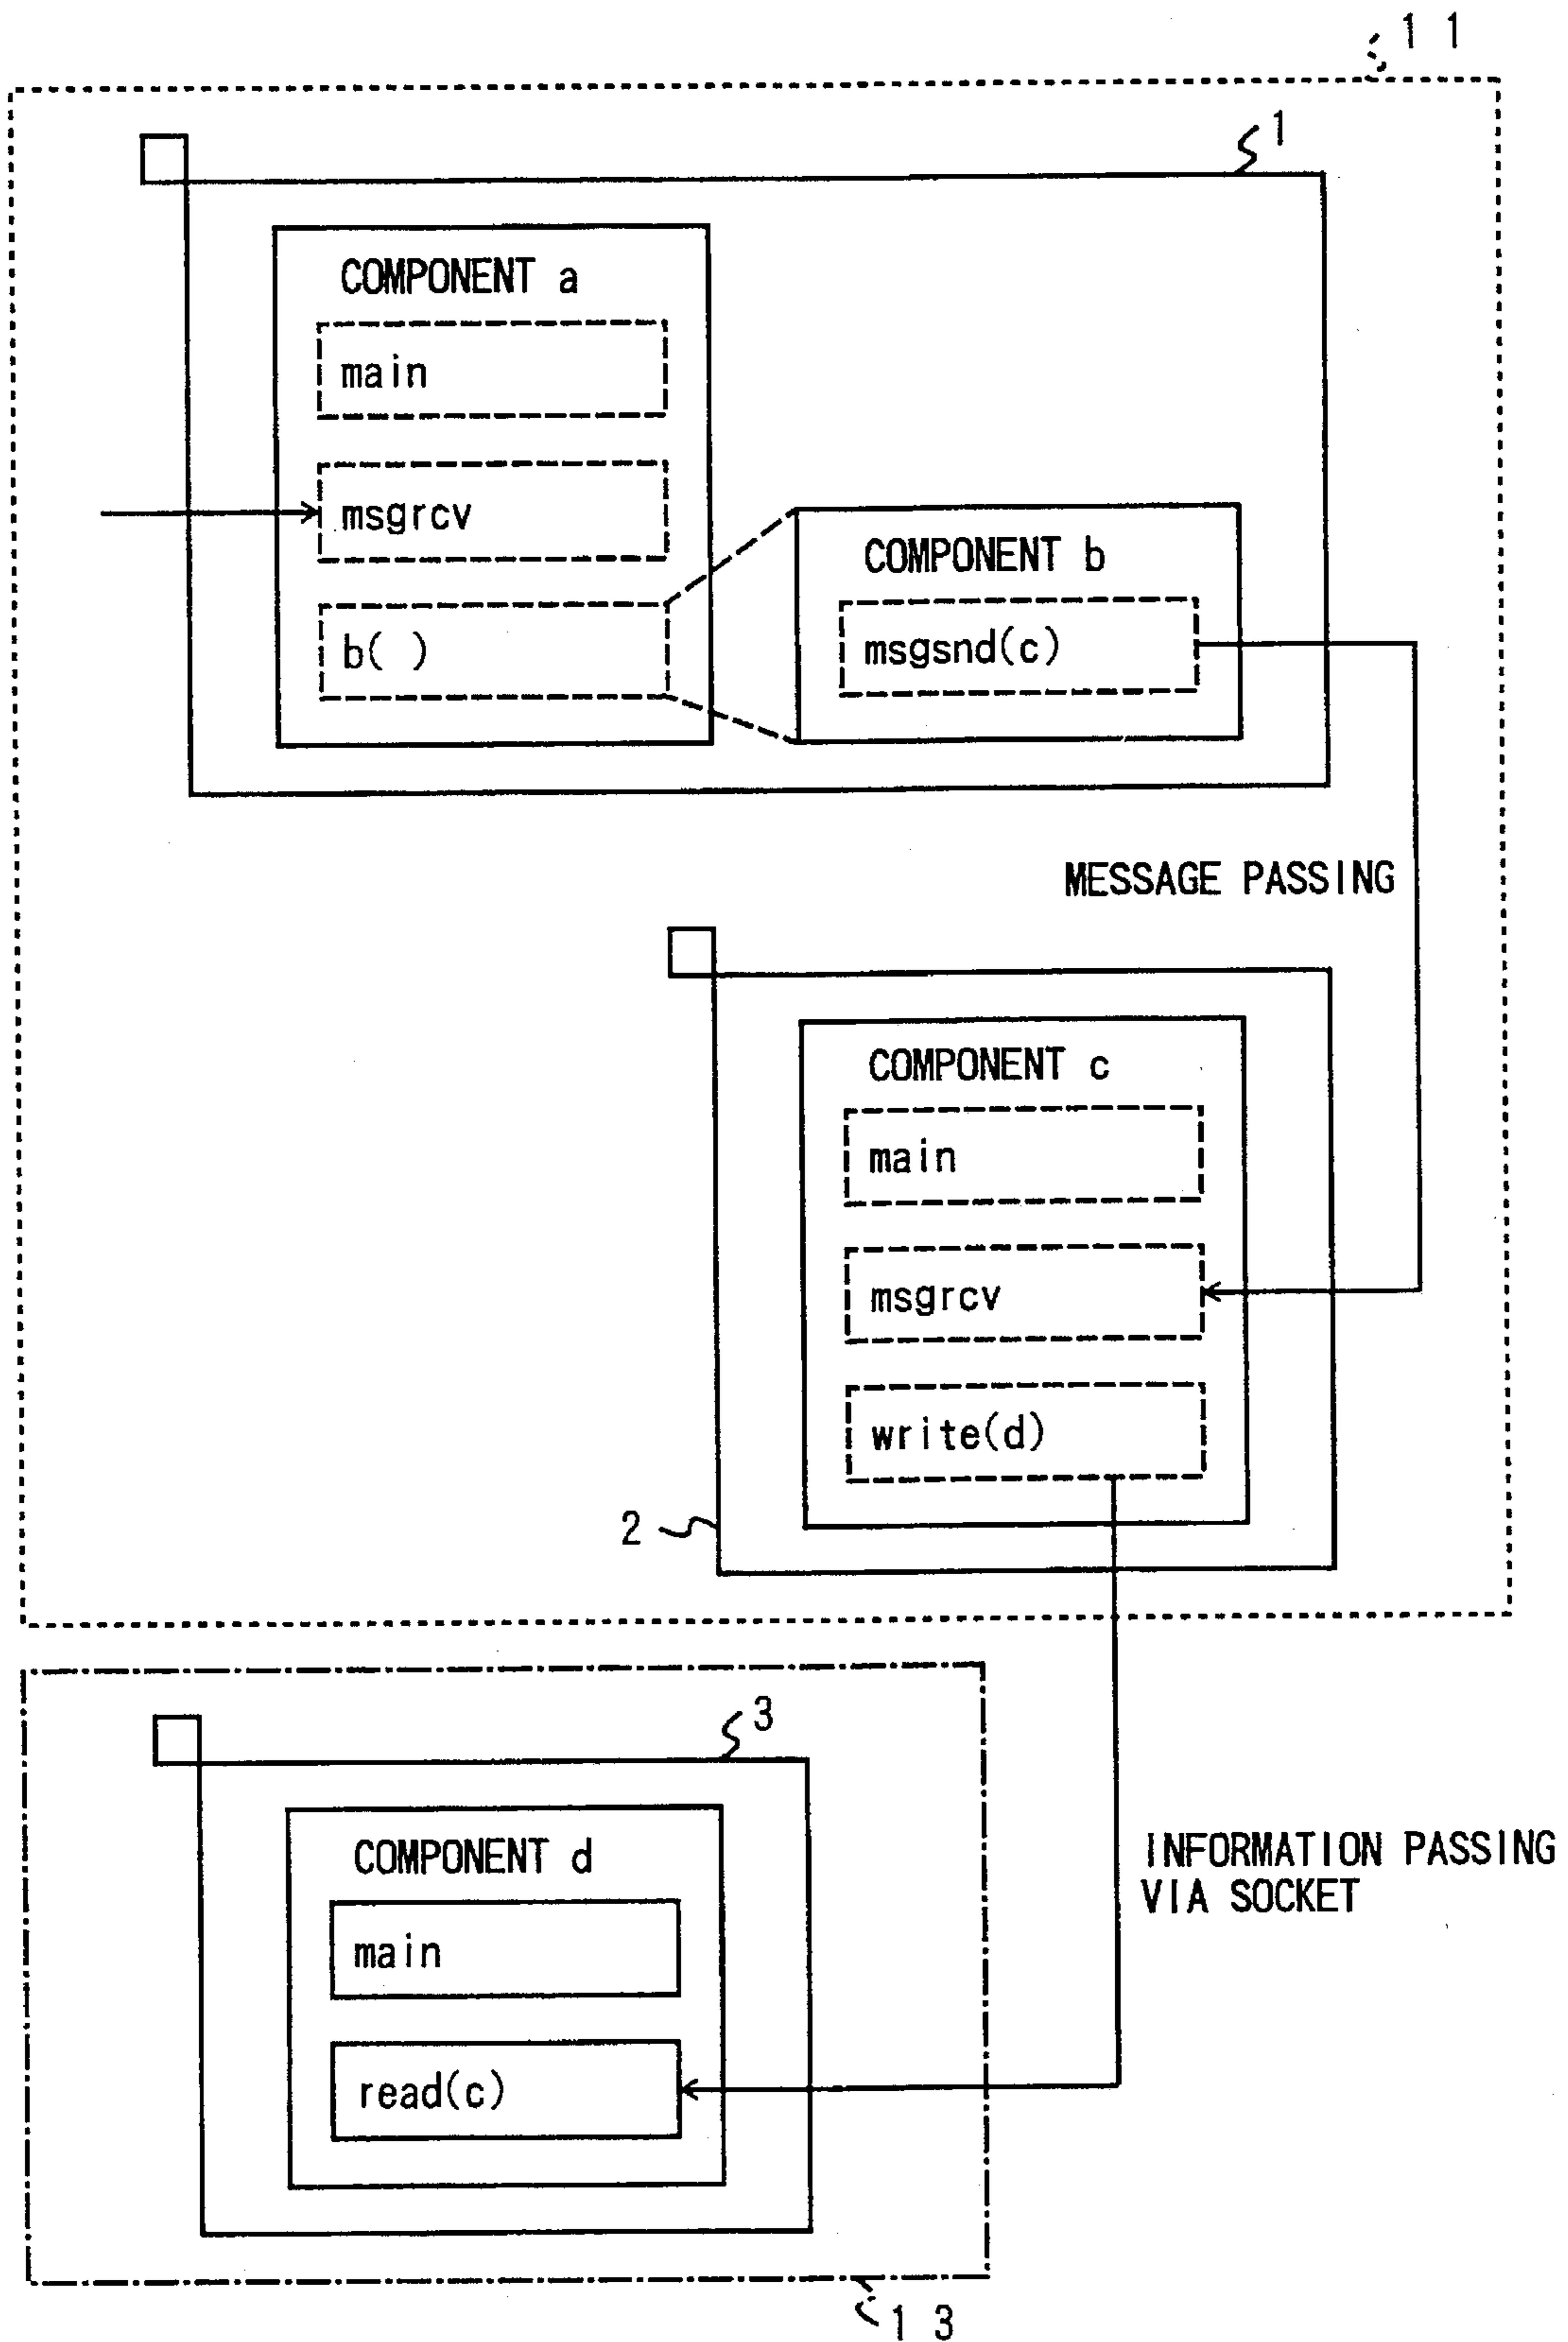 11
1
COMPONENT a
main
msgrcv
b( )
COMPONENT b
msgsnd(c)
MESSAGE PASSING
COMPONENT c
main
msgrcv
write(d)
2
3
COMPONENT d
main
read(c)
INFORMATION PASSING
VIA SOCKET
13